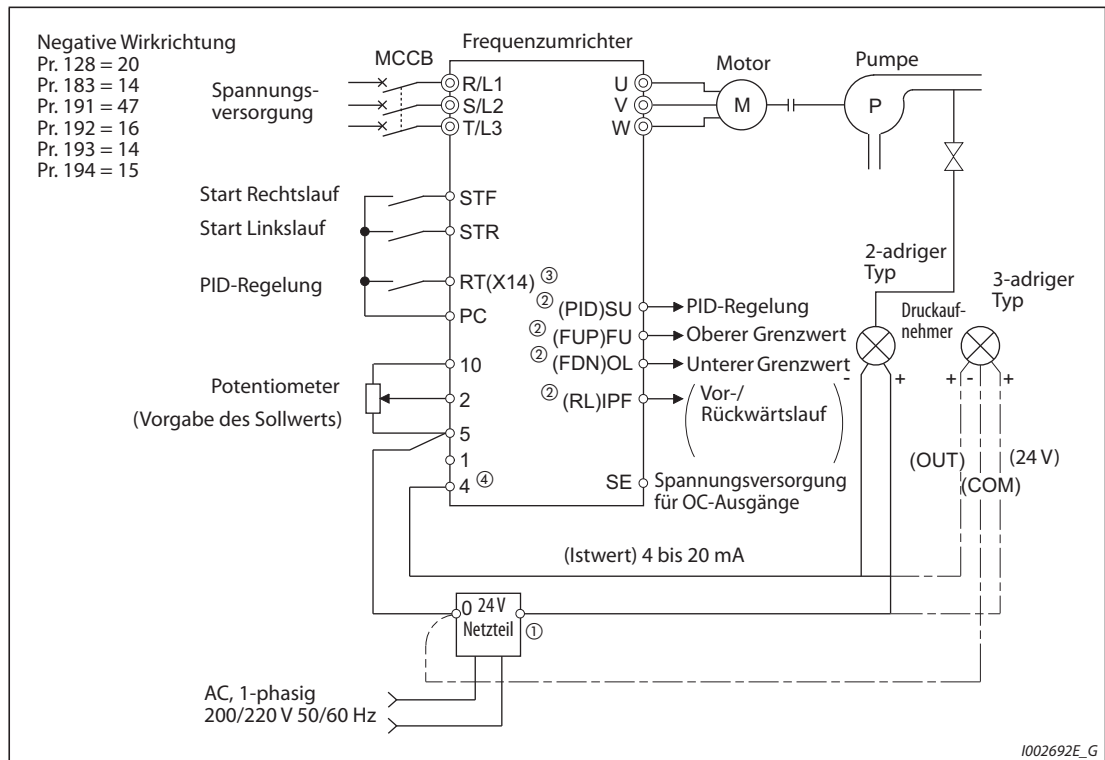 Negative Wirkrichtung
Pr. 128 = 20
Pr. 183 = 14
Pr. 191 = 47
Pr. 192 = 16
Pr. 193 = 14
Pr. 194 = 15
Spannungs-
versorgung
MCCB
Frequenzumrichter
R/L1
S/L2
T/L3
U
V
W
Motor
M
Pumpe
P
Start Rechtslauf
STF
Start Linkslauf
STR
PID-Regelung
RT(X14) ③
PC
② (PID)SU
PID-Regelung
② (FUP)FU
Oberer Grenzwert
② (FDN)OL
Unterer Grenzwert
② (RL)IPF
Vor-/
Rückwärtslauf
SE
Spannungsversorgung
für OC-Ausgänge
2-adriger
Typ
3-adriger
Typ
Druckauf-
nehmer
- +
+ - +
(OUT)
(COM)
(24 V)
Potentiometer
(Vorgabe des Sollwerts)
10
2
5
1
4 ④
(Istwert) 4 bis 20 mA
0 24 V
Netzteil
①
AC, 1-phasig
200/220 V 50/60 Hz
I002692E_G